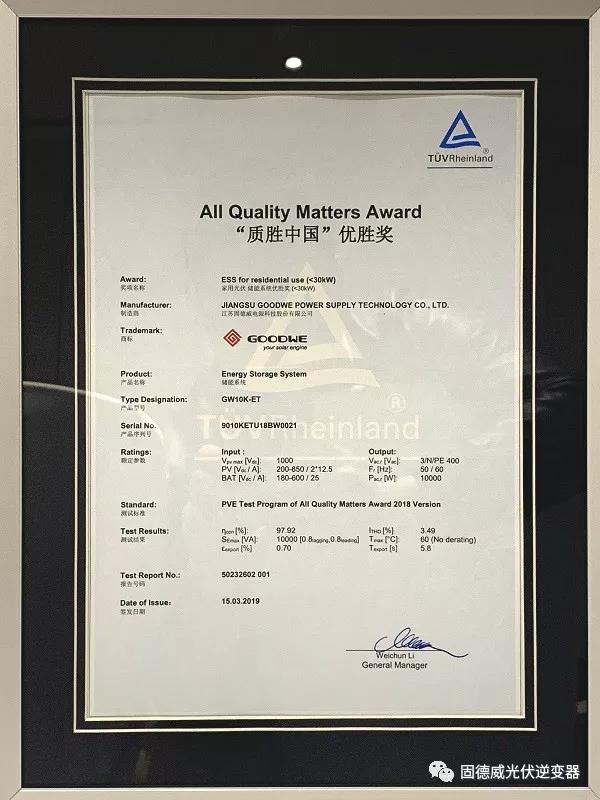 TÜVRheinland®
All Quality Matters Award
“质胜中国”优胜奖
Award: ESS for residential use (<30kW)
奖项名称 家用光伏 储能系统优胜奖 (<30kW)
Manufacturer: JIANGSU GOODWE POWER SUPPLY TECHNOLOGY CO., LTD.
制造商 江苏固德威电源科技股份有限公司
Trademark: GOODWE
商标 your solar engine
Product: Energy Storage System
产品名称 储能系统
Type Designation: GW10K-ET
产品型号
TÜVRheinland®
Serial No. 9010KETU18BW0021
产品序列号
Ratings: Input : Output:
额定参数 Vpv max [Vdc]: 1000 Vac,r [Vac]: 3/N/PE 400
PV [Vdc / A]: 200-850 / 2*12.5 Fr [Hz]: 50 / 60
BAT [Vdc / A]: 180-600 / 25 Pac,r [W]: 10000
Standard: PVE Test Program of All Quality Matters Award 2018 Version
测试标准
Test Results: ηcon [%]: 97.92 ITHD [%]: 3.49
测试结果 SEmax [VA]: 10000 [0.8lagging,0.8leading] Tmax [°C]: 60 (No derating)
Eexport [%] 0.70 Texport [s] 5.8
Test Report No.: 50232602 001
报告号码
Date of Issue: 15.03.2019
签发日期
Weichun Li
General Manager
固德威光伏逆变器